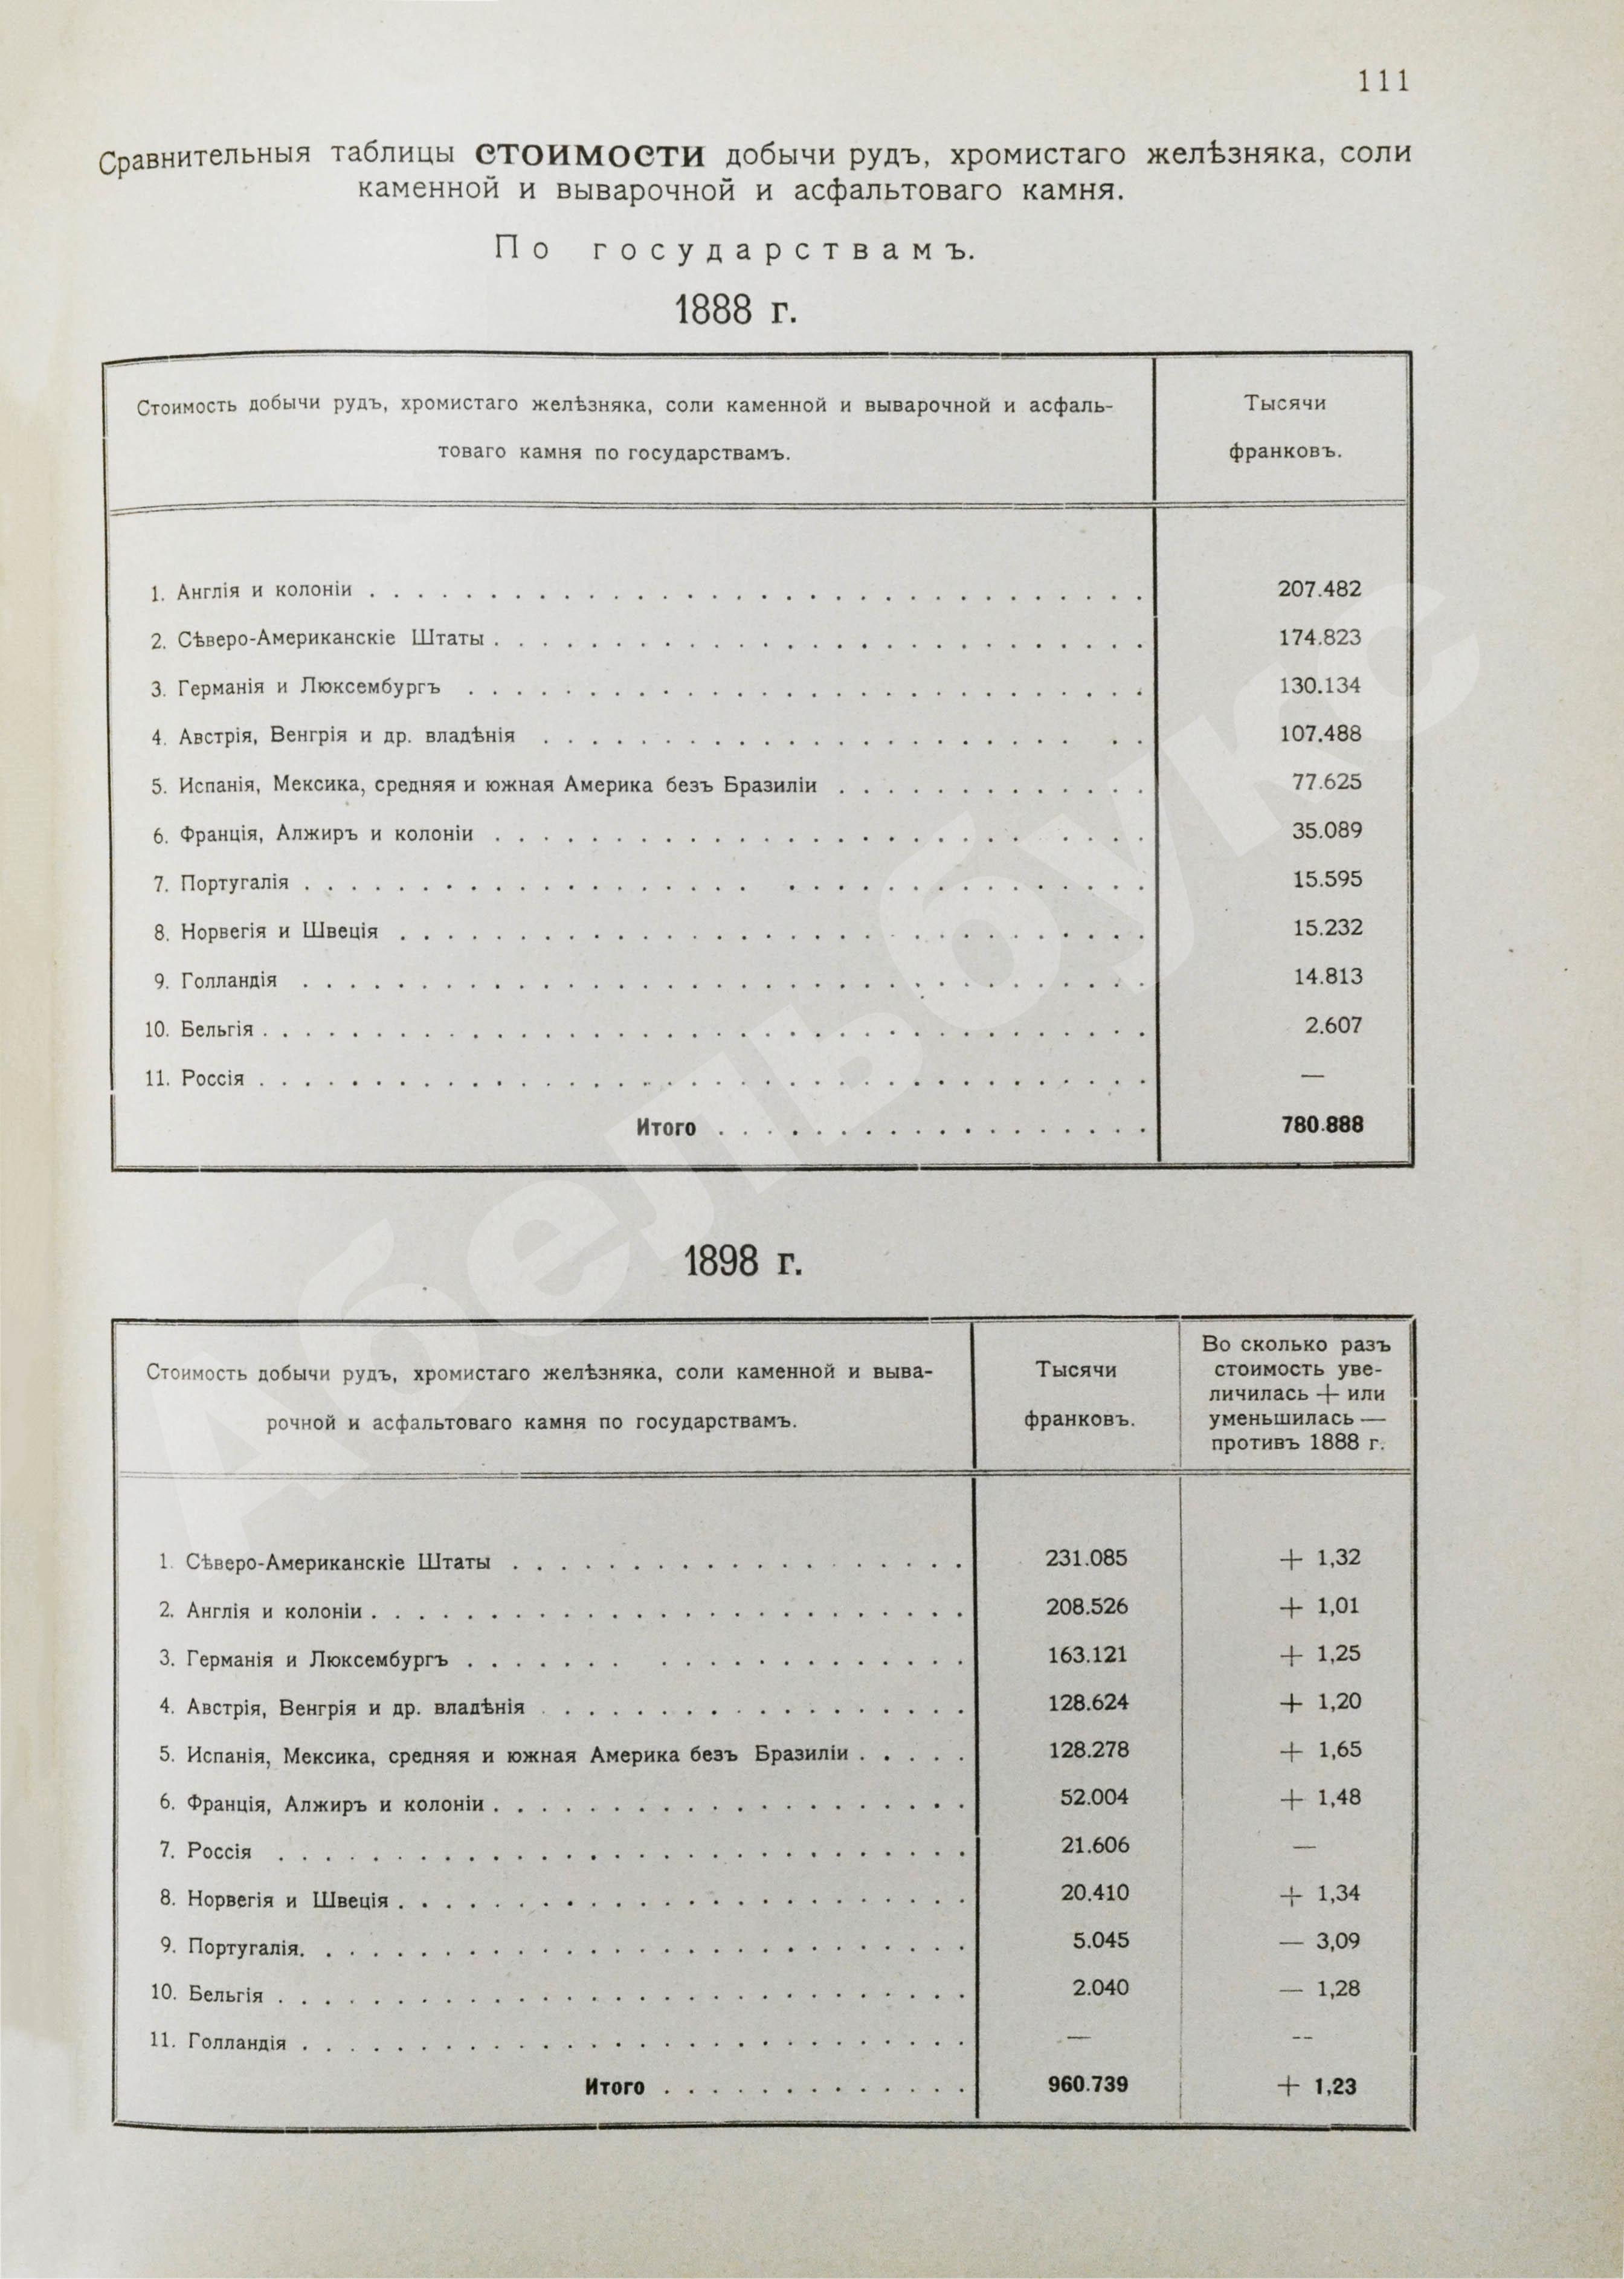 111
Сравнительныя таблицы СТОИМОСТИ добычи рудъ, хромистаго желѣзняка, соли
каменной и выварочной и асфальтоваго камня.
По государствамъ.
1888 г.
Стоимость добычи рудъ, хромистаго желѣзняка, соли каменной и выварочной и асфаль-
товаго камня по государствамъ.
Тысячи
франковъ.
1. Англія и колоніи . . . . . . . . . . 207.482
2. Сѣверо-Американскіе Штаты . . . . . . . . . . 174.823
3. Германія и Люксембургъ . . . . . . . . . . 130.134
4. Австрія, Венгрія и др. владѣнія . . . . . . . . . . 107.488
5. Испанія, Мексика, средняя и южная Америка безъ Бразиліи . . . . . . . . . . 77.625
6. Франція, Алжиръ и колоніи . . . . . . . . . . 35.089
7. Португалія . . . . . . . . . . 15.595
8. Норвегія и Швеція . . . . . . . . . . 15.232
9. Голландія . . . . . . . . . . 14.813
10. Бельгія . . . . . . . . . . 2.607
11. Россія . . . . . . . . . . —
Итого . . . . . . . . . . 780.888
1898 г.
Стоимость добычи рудъ, хромистаго желѣзняка, соли каменной и выва-
рочной и асфальтоваго камня по государствамъ.
Тысячи
франковъ.
Во сколько разъ
стоимость уве-
личилась + или
уменьшилась —
противъ 1888 г.
1. Сѣверо-Американскіе Штаты . . . . . . . . . . 231.085 + 1,32
2. Англія и колоніи . . . . . . . . . . 208.526 + 1,01
3. Германія и Люксембургъ . . . . . . . . . . 163.121 + 1,25
4. Австрія, Венгрія и др. владѣнія . . . . . . . . . . 128.624 + 1,20
5. Испанія, Мексика, средняя и южная Америка безъ Бразиліи . . . . . 128.278 + 1,65
6. Франція, Алжиръ и колоніи . . . . . . . . . . 52.004 + 1,48
7. Россія . . . . . . . . . . 21.606 —
8. Норвегія и Швеція . . . . . . . . . . 20.410 + 1,34
9. Португалія. . . . . . . . . . . 5.045 — 3,09
10. Бельгія . . . . . . . . . . 2.040 — 1,28
11. Голландія . . . . . . . . . . — —
Итого . . . . . . . . . . 960.739 + 1,23
Абельбукс